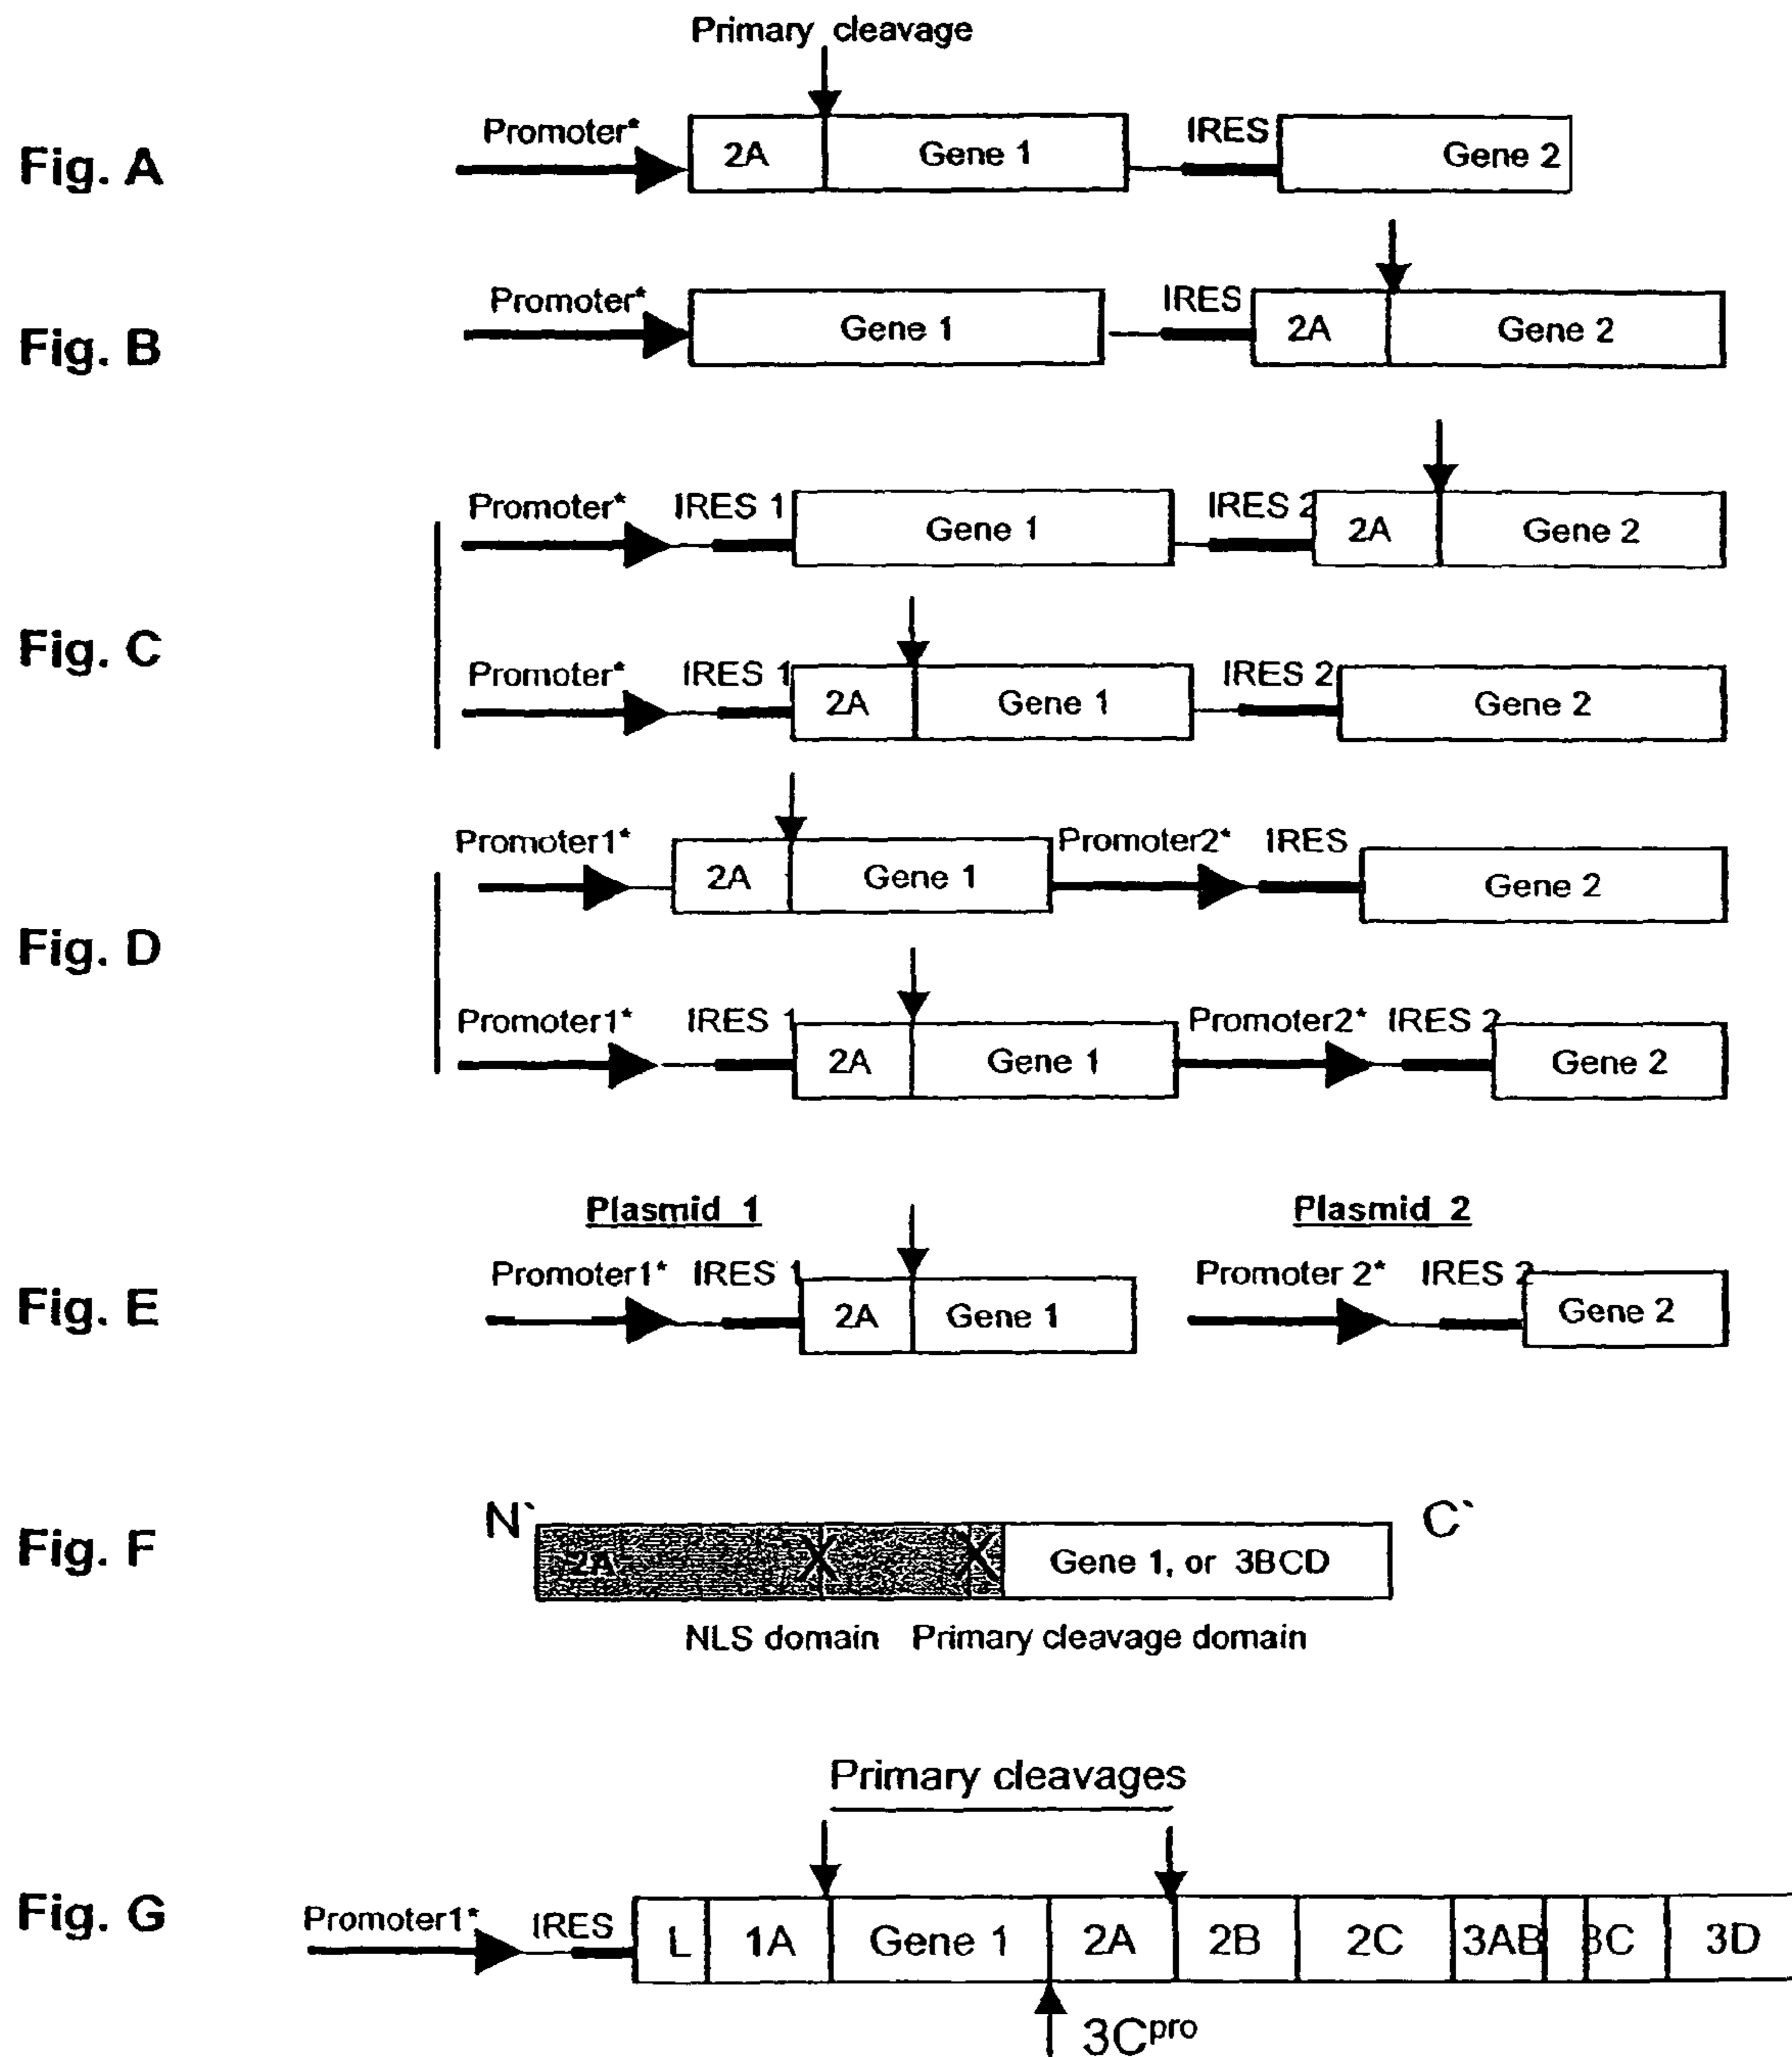 Primary cleavage
Fig. A
Promoter* 2A Gene 1 IRES Gene 2
Fig. B
Promoter* Gene 1 IRES 2A Gene 2
Fig. C
Promoter* IRES 1 Gene 1 IRES 2 2A Gene 2
Promoter* IRES 1 2A Gene 1 IRES 2 Gene 2
Fig. D
Promoter1* 2A Gene 1 Promoter2* IRES Gene 2
Promoter1* IRES 1 2A Gene 1 Promoter2* IRES 2 Gene 2
Plasmid 1 Plasmid 2
Fig. E
Promoter1* IRES 1 2A Gene 1 Promoter 2* IRES 2 Gene 2
Fig. F
N` 2A X X Gene 1, or 3BCD C`
NLS domain Primary cleavage domain
Primary cleavages
Fig. G
Promoter1* IRES L 1A Gene 1 2A 2B 2C 3AB 3C 3D
3Cpro